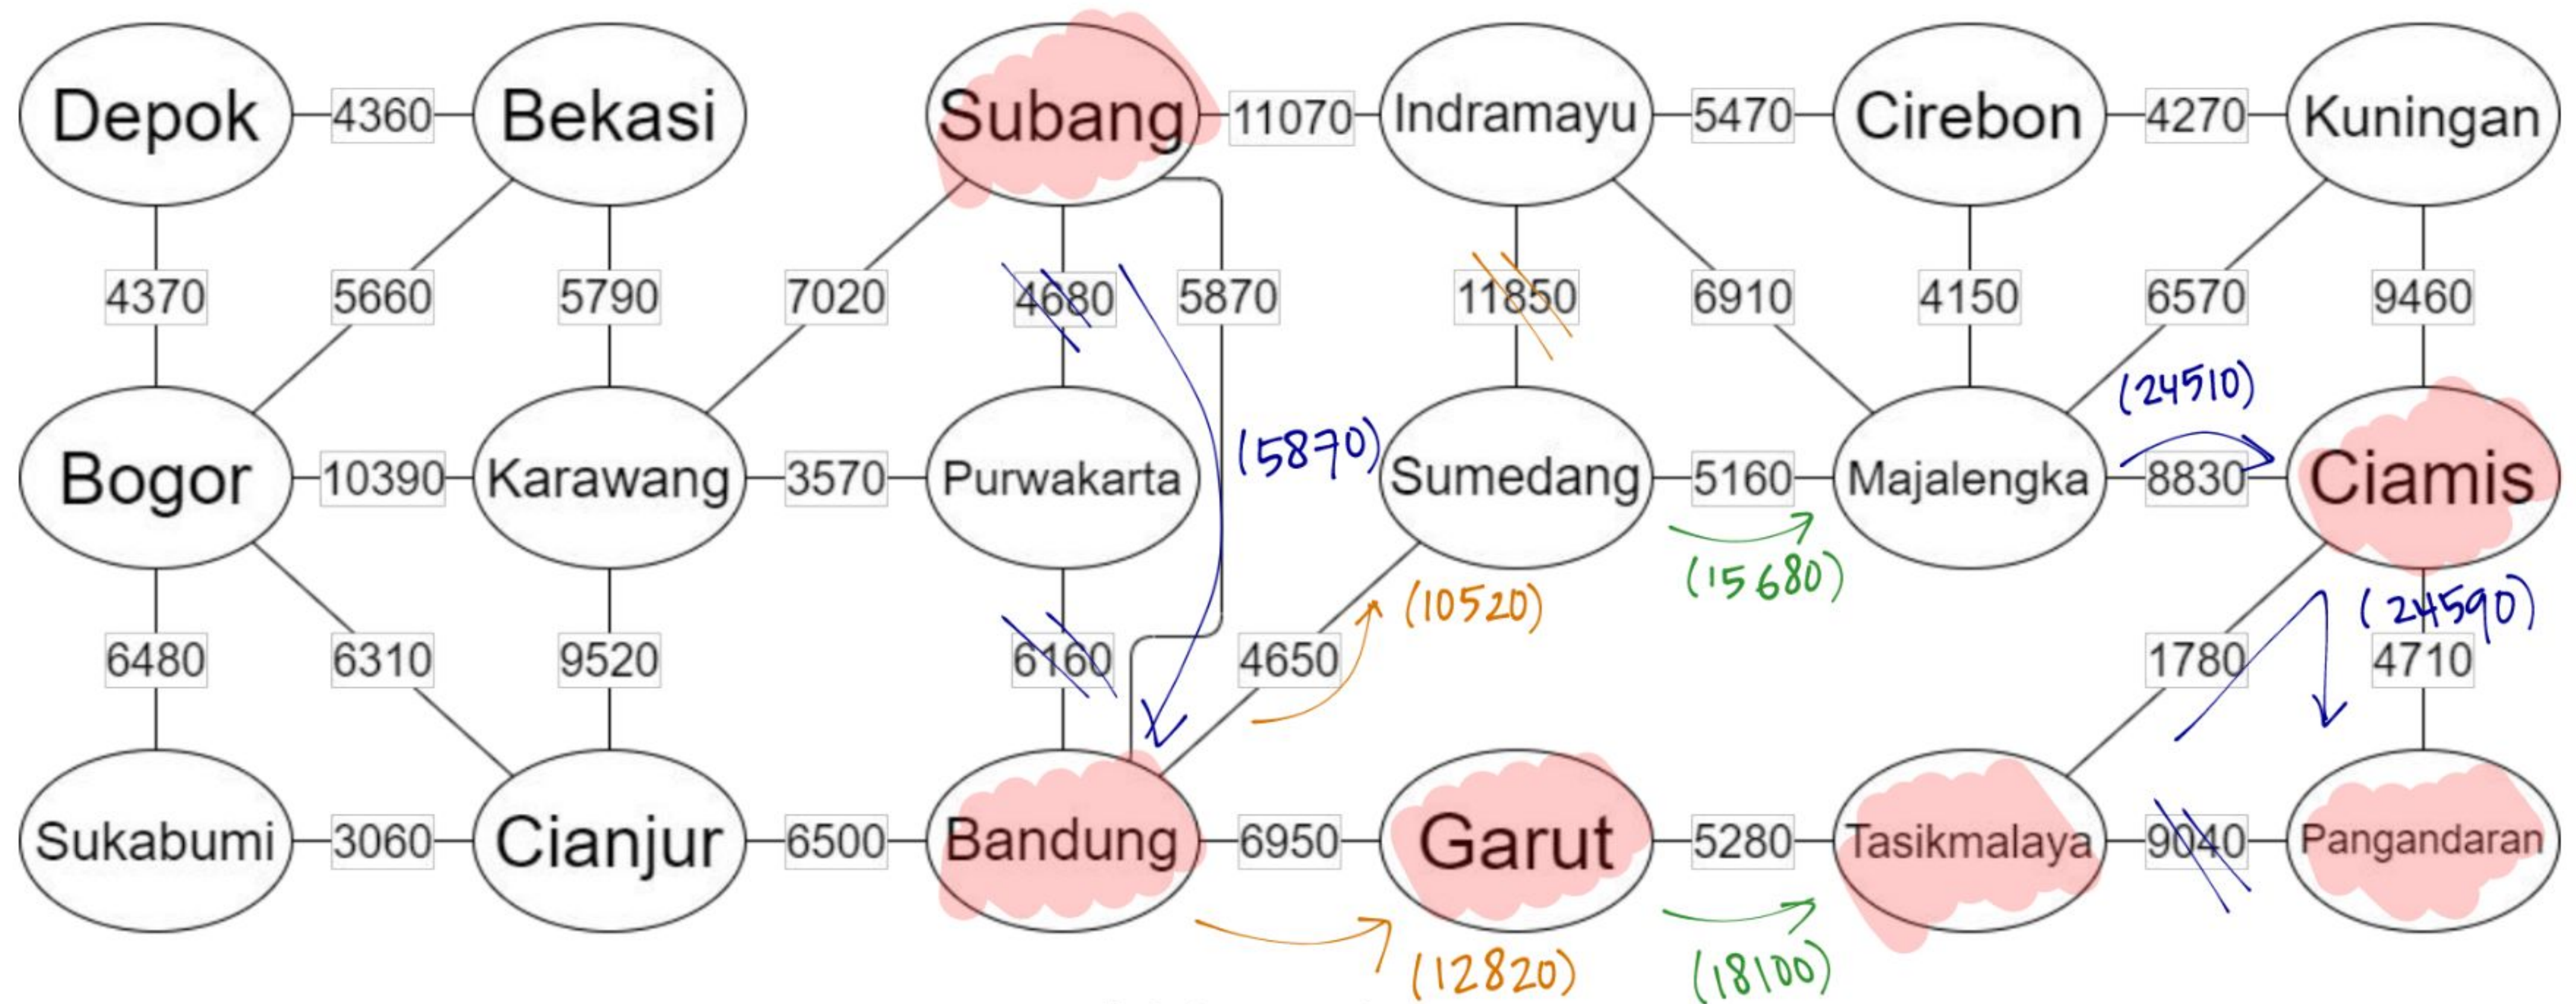 Depok 4360 Bekasi Subang 11070 Indramayu 5470 Cirebon 4270 Kuningan
4370 5660 5790 7020 4680 5870 11850 6910 4150 6570 9460
(24510)
(5870)
Bogor 10390 Karawang 3570 Purwakarta Sumedang 5160 Majalengka 8830 Ciamis
(10520) (15680) (24590)
6480 6310 9520 6160 4650 1780 4710
Sukabumi 3060 Cianjur 6500 Bandung 6950 Garut 5280 Tasikmalaya 9040 Pangandaran
(12820) (18100)